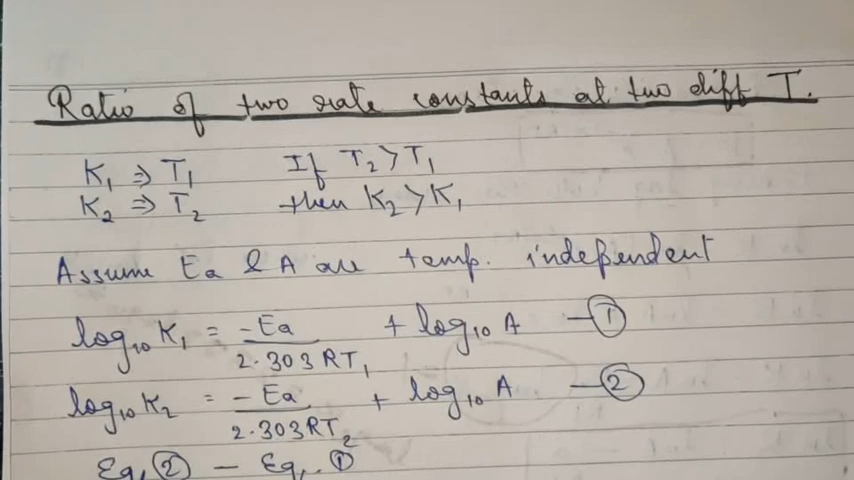 Ratio of two rate constants at two diff T.
K₁ ⇒ T₁ If T₂ > T₁
K₂ ⇒ T₂ then K₂ > K₁
Assume Ea & A are temp. independent
log₁₀ K₁ = -Ea / 2.303 RT₁ + log₁₀ A — ①
log₁₀ K₂ = -Ea / 2.303 RT₂ + log₁₀ A — ②
Eq. ② — Eq. ①